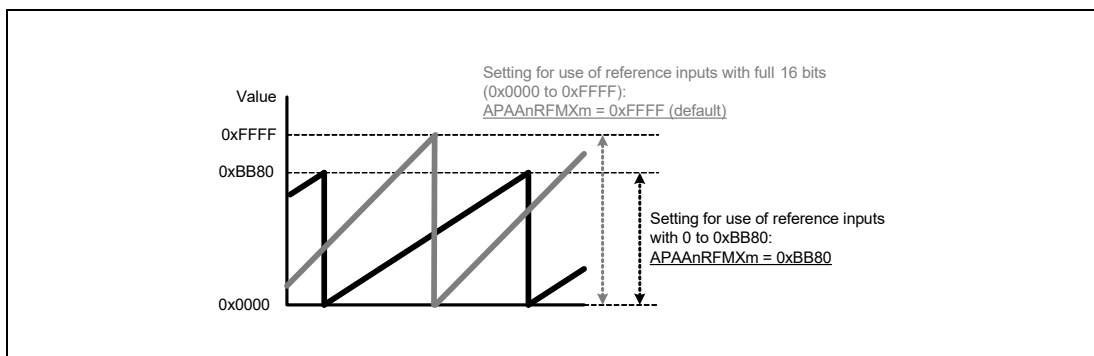 Setting for use of reference inputs with full 16 bits
(0x0000 to 0xFFFF):
APAAnRFMXm = 0xFFFF (default)
Value
0xFFFF
0xBB80
Setting for use of reference inputs
with 0 to 0xBB80:
APAAnRFMXm = 0xBB80
0x0000